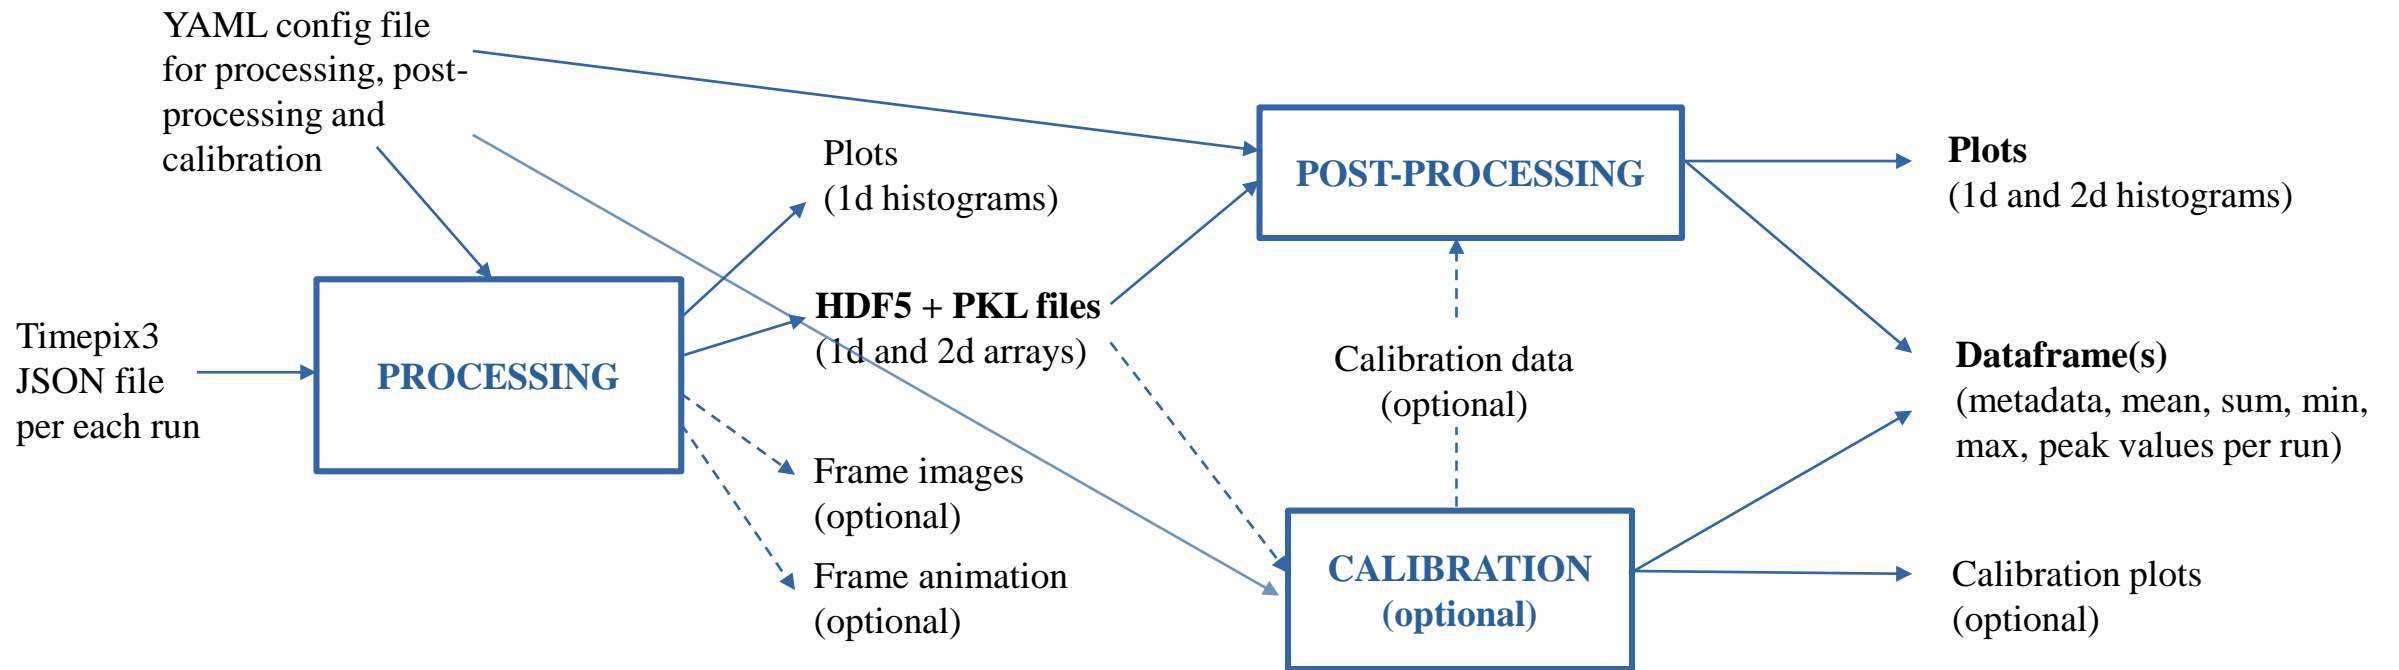 YAML config file
for processing, post-
processing and
calibration
Timepix3
JSON file
per each run
PROCESSING
Plots
(1d histograms)
HDF5 + PKL files
(1d and 2d arrays)
Frame images
(optional)
Frame animation
(optional)
POST-PROCESSING
Calibration data
(optional)
CALIBRATION
(optional)
Plots
(1d and 2d histograms)
Dataframe(s)
(metadata, mean, sum, min,
max, peak values per run)
Calibration plots
(optional)